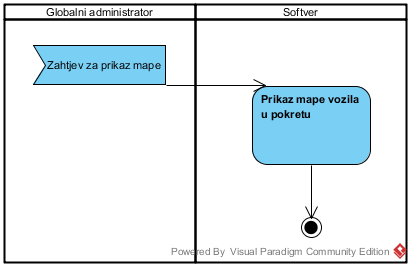 Globalni administrator
Softver
Zahtjev za prikaz mape
Prikaz mape vozila
u pokretu
Powered By Visual Paradigm Community Edition